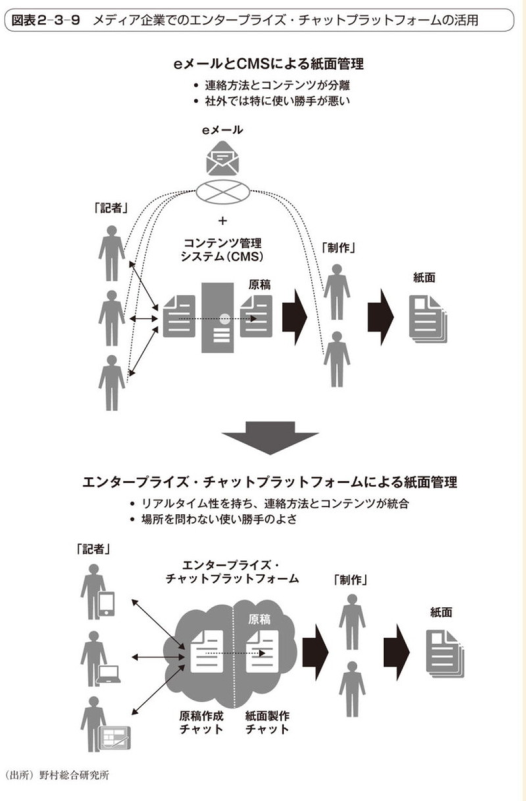 図表2-3-9 メディア企業でのエンタープライズ・チャットプラットフォームの活用
eメールとCMSによる紙面管理
• 連絡方法とコンテンツが分離
• 社外では特に使い勝手が悪い
eメール
「記者」
+
コンテンツ管理
システム(CMS)
原稿
「制作」
紙面
エンタープライズ・チャットプラットフォームによる紙面管理
• リアルタイム性を持ち、連絡方法とコンテンツが統合
• 場所を問わない使い勝手のよさ
「記者」
エンタープライズ・
チャットプラットフォーム
原稿
「制作」
紙面
原稿作成
チャット
紙面製作
チャット
(出所)野村総合研究所